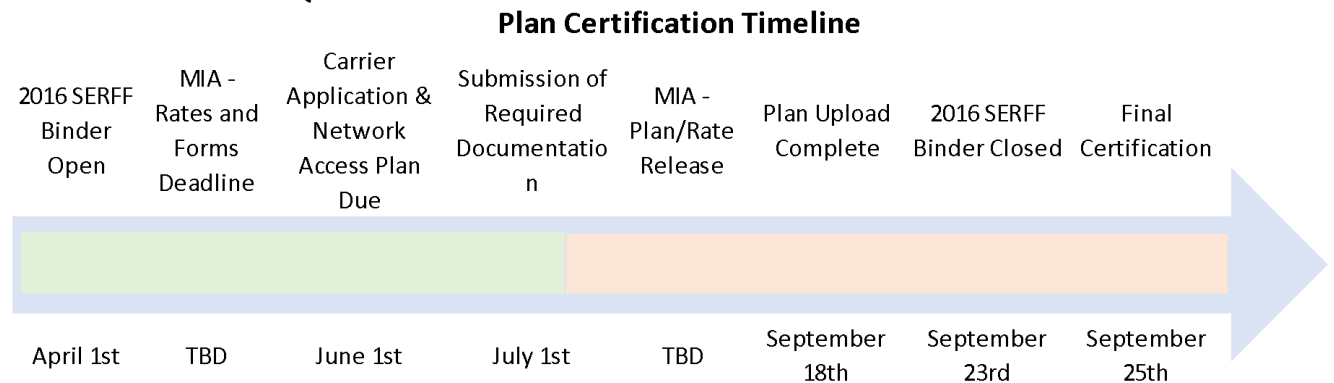 Plan Certification Timeline
2016 SERFF
Binder
Open
MIA -
Rates and
Forms
Deadline
Carrier
Application &
Network
Access Plan
Due
Submission of
Required
Documentatio
n
MIA -
Plan/Rate
Release
Plan Upload
Complete
2016 SERFF
Binder Closed
Final
Certification
April 1st
TBD
June 1st
July 1st
TBD
September
18th
September
23rd
September
25th